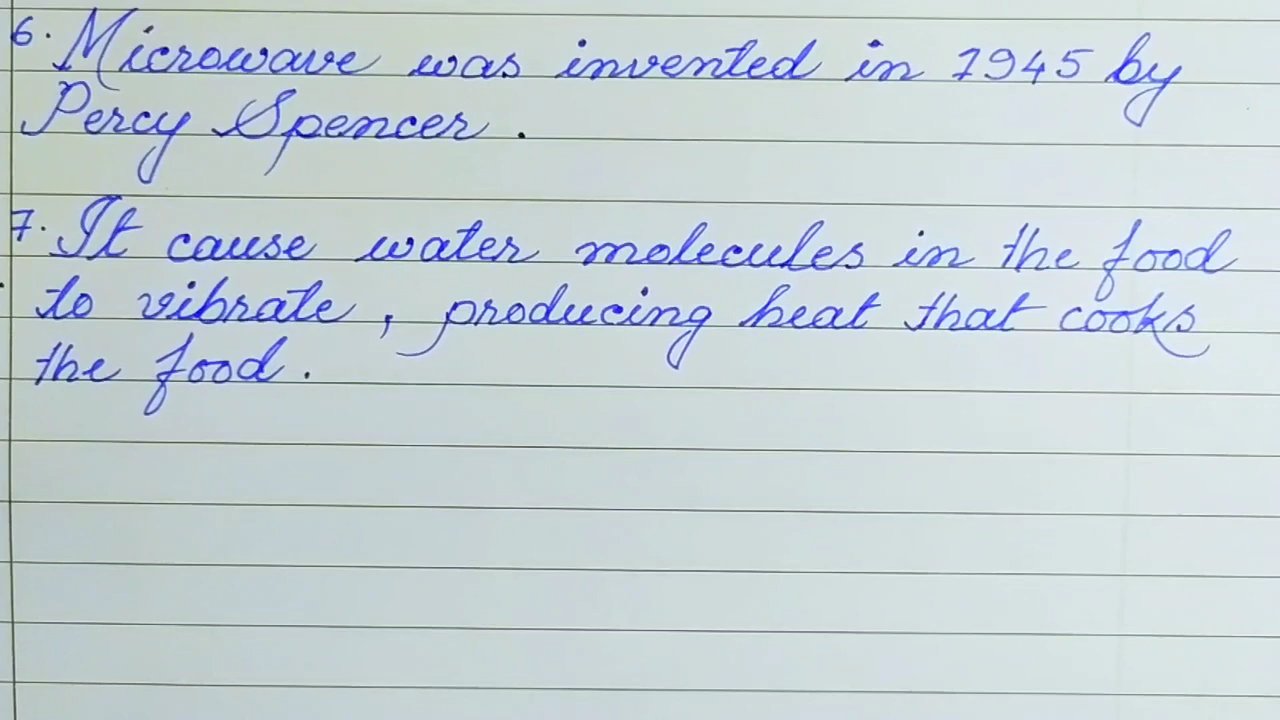 6. Microwave was invented in 1945 by
Percy Spencer.
7. It cause water molecules in the food
to vibrate, producing heat that cooks
the food.